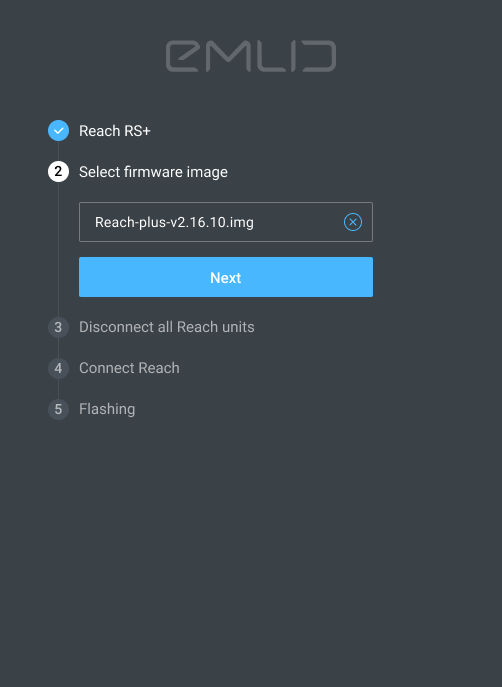 EMLID
Reach RS+
2 Select firmware image
Reach-plus-v2.16.10.img
Next
3 Disconnect all Reach units
4 Connect Reach
5 Flashing